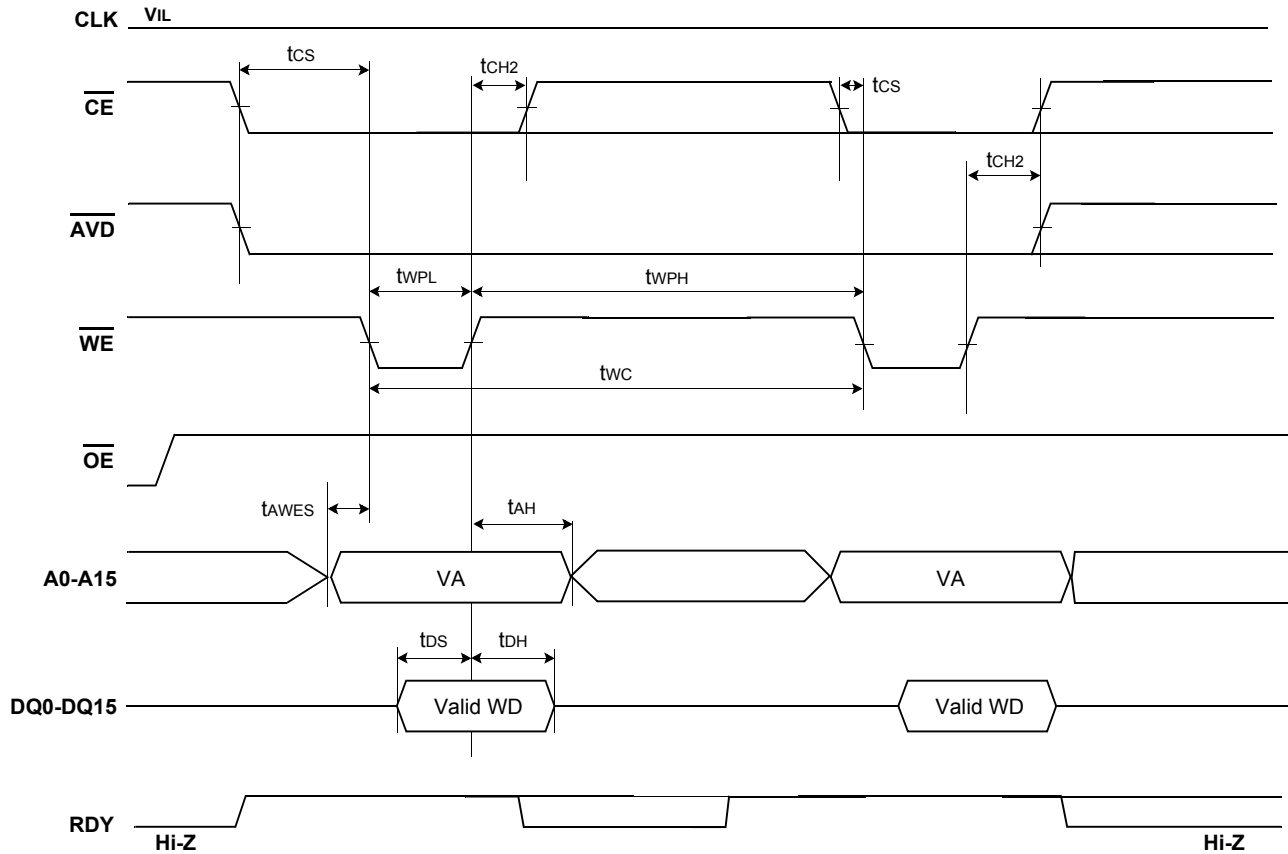 CLK VIL
tCS tCH2 tCS
CE
tCH2
AVD
tWPL tWPH
WE
tWC
OE
tAWES tAH
A0-A15 VA VA
tDS tDH
DQ0-DQ15 Valid WD Valid WD
RDY
Hi-Z Hi-Z